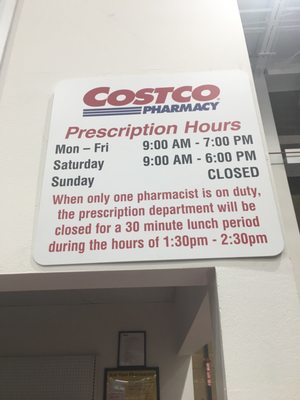 COSTCO
PHARMACY
Prescription Hours
Mon – Fri 9:00 AM - 7:00 PM
Saturday 9:00 AM - 6:00 PM
Sunday CLOSED
When only one pharmacist is on duty,
the prescription department will be
closed for a 30 minute lunch period
during the hours of 1:30pm - 2:30pm